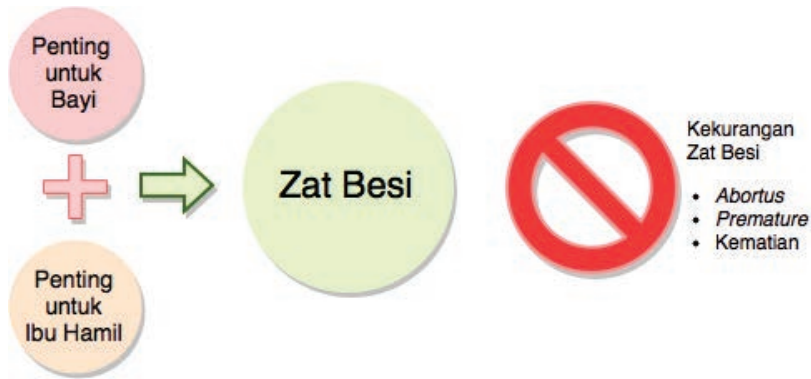 Penting
untuk
Bayi
Penting
untuk
Ibu Hamil
Zat Besi
Kekurangan
Zat Besi
• Abortus
• Premature
• Kematian